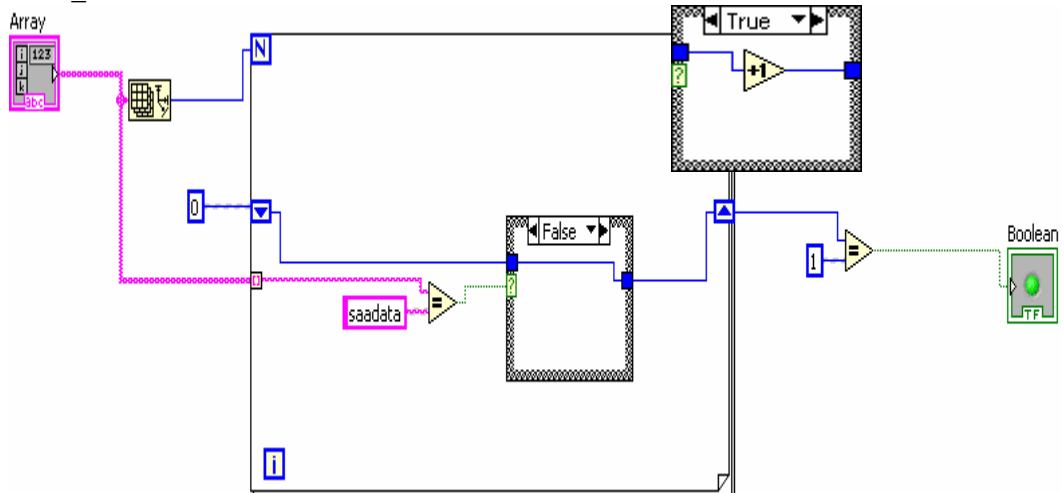 Array
123
i
j
k
abc
N
True
?
+1
0
False
?
=
saadata
1
=
Boolean
TF
i